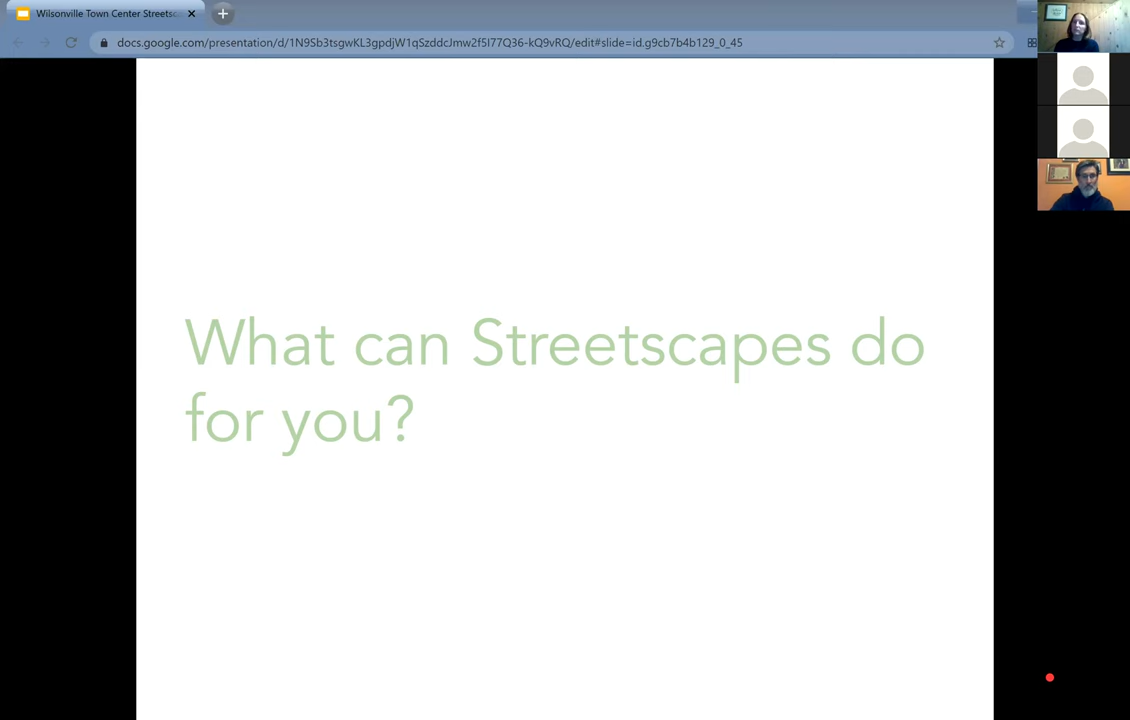 Wilsonville Town Center Streetsc
docs.google.com/presentation/d/1N9Sb3tsgwKL3gpdjW1qSzddcJmw2f5I77Q36-kQ9vRQ/edit#slide=id.g9cb7b4b129_0_45
What can Streetscapes do
for you?